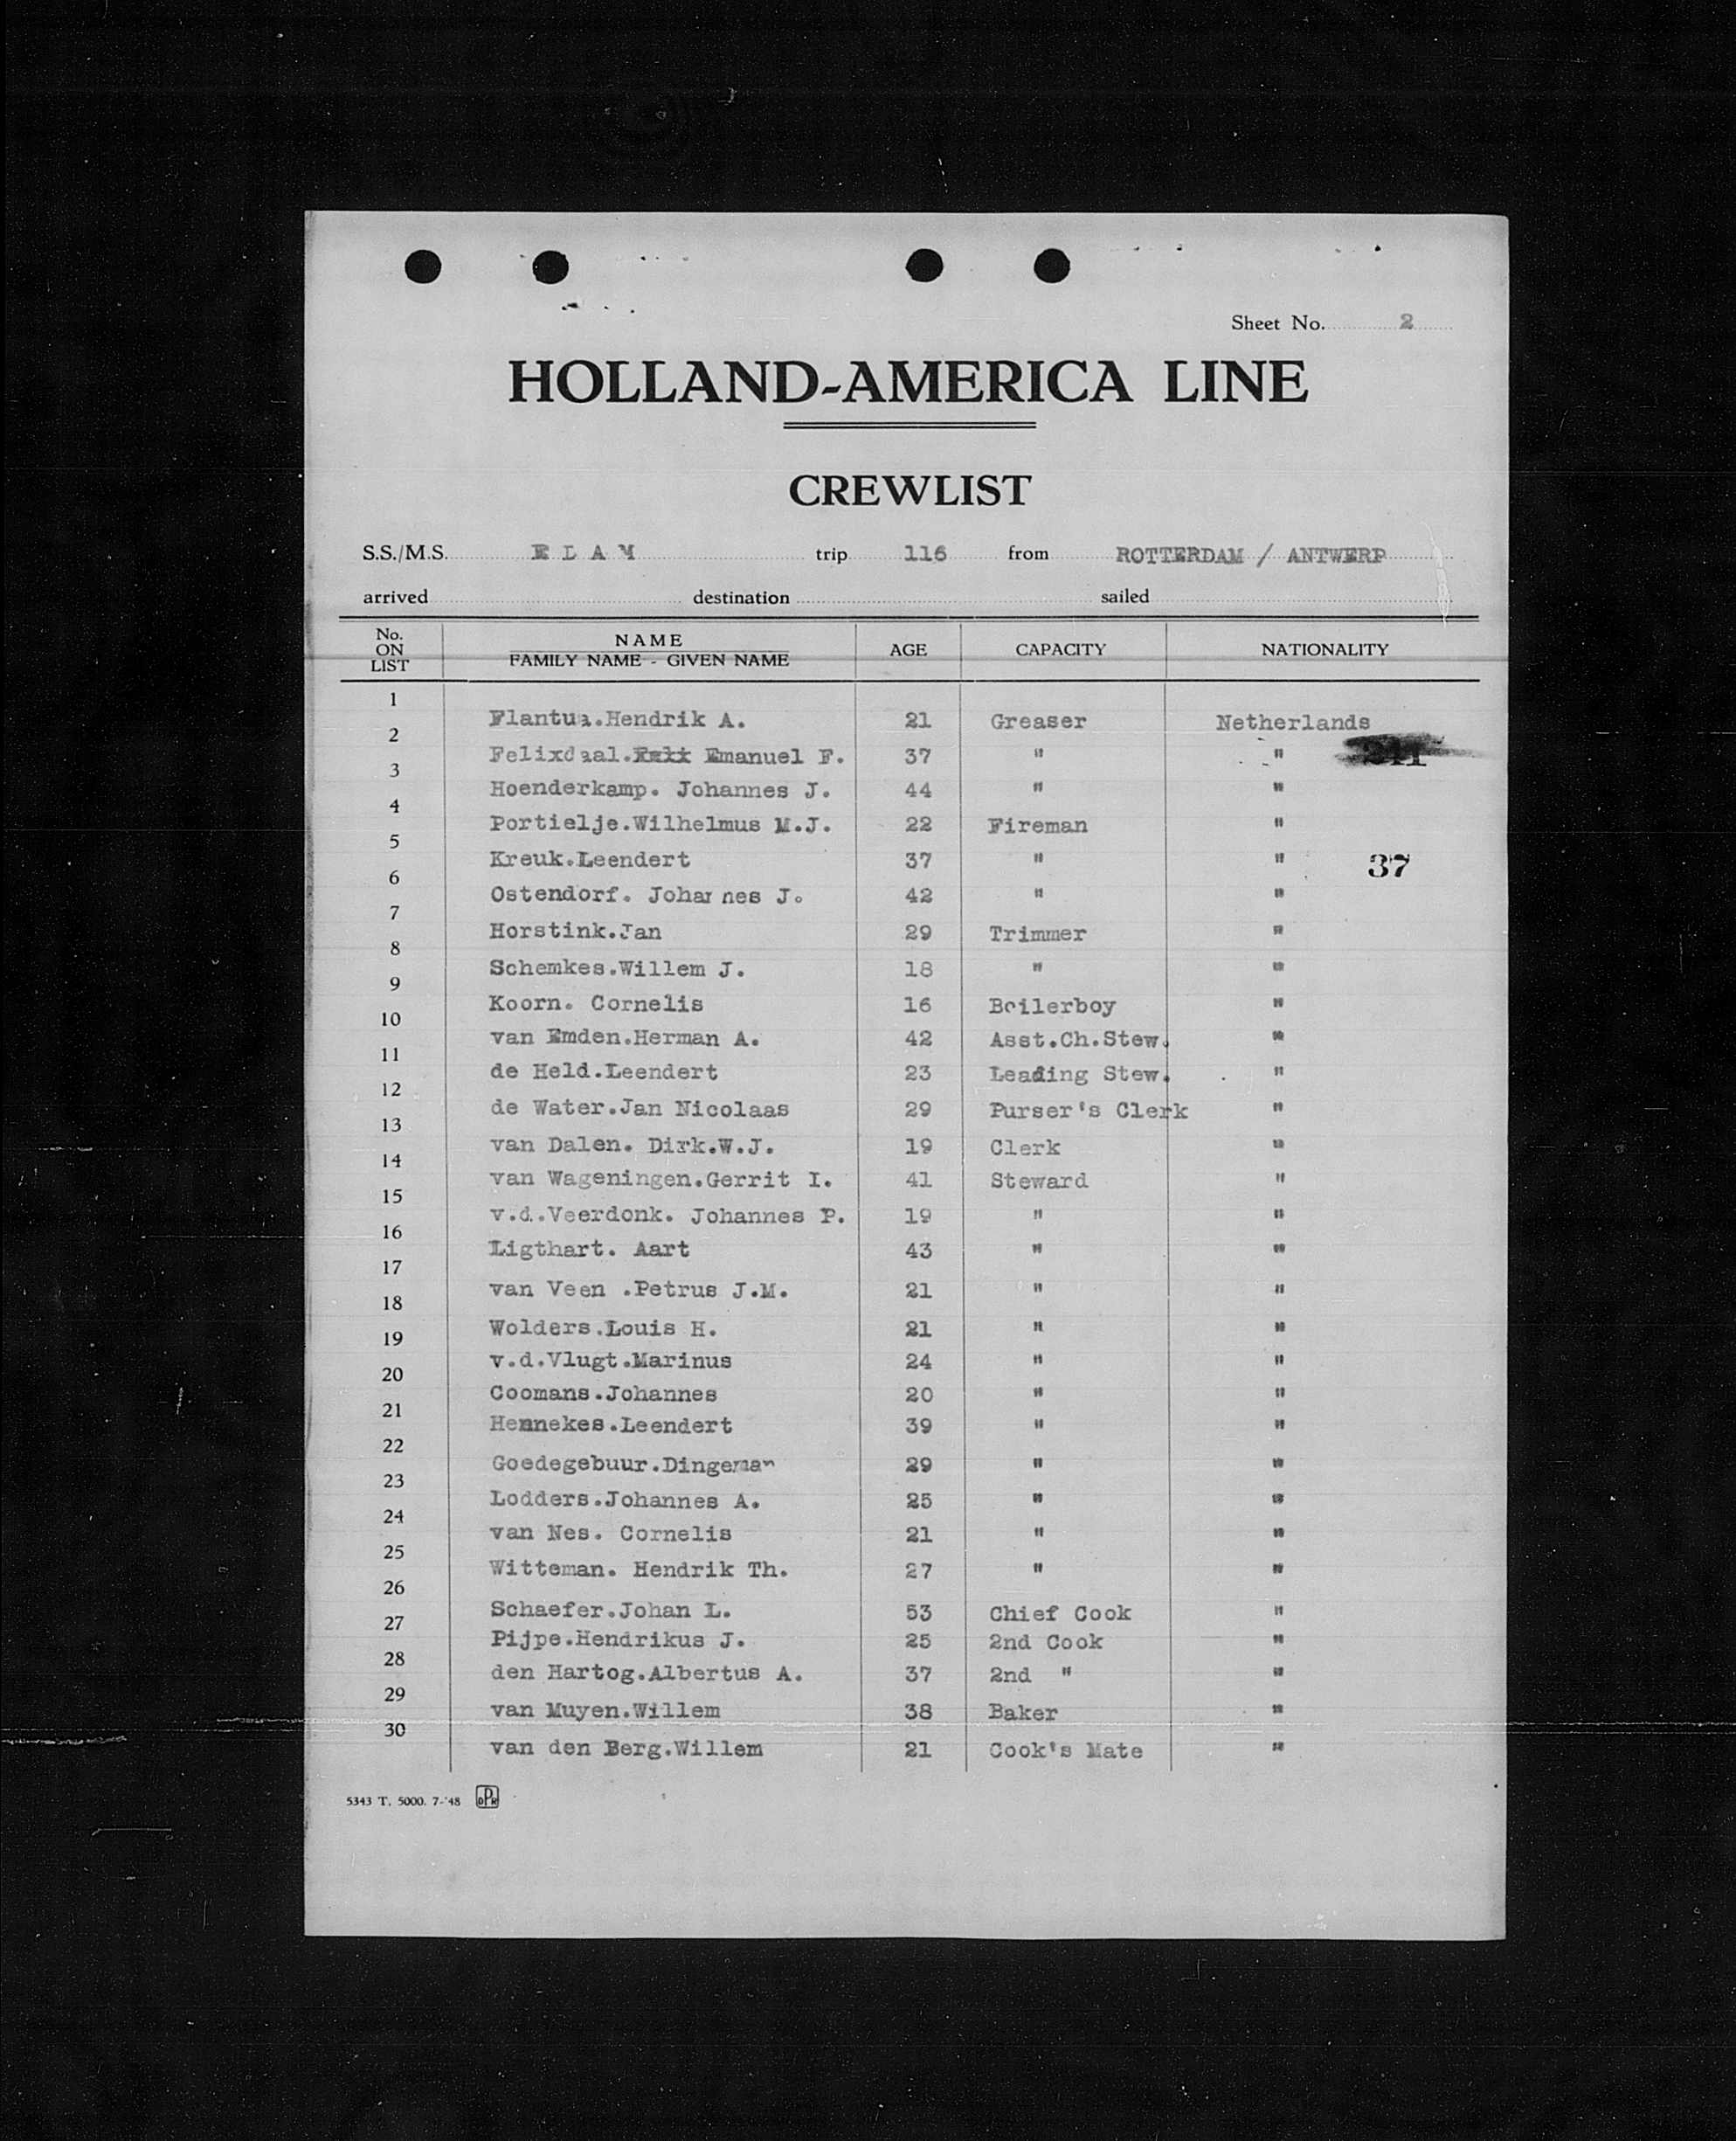 Sheet No. 2
HOLLAND-AMERICA LINE
CREWLIST
S.S./M.S. E D A M trip 116 from ROTTERDAM / ANTWERP
arrived destination sailed
No. ON LIST NAME FAMILY NAME - GIVEN NAME AGE CAPACITY NATIONALITY
1 Flantua.Hendrik A. 21 Greaser Netherlands
2 Felixdaal. Emanuel F. 37 " "
3 Hoenderkamp. Johannes J. 44 " "
4 Portielje.Wilhelmus M.J. 22 Fireman "
5 Kreuk.Leendert 37 " " 37
6 Ostendorf. Johannes J. 42 " "
7 Horstink.Jan 29 Trimmer "
8 Schemkes.Willem J. 18 " "
9 Koorn. Cornelis 16 Boilerboy "
10 van Emden.Herman A. 42 Asst.Ch.Stew. "
11 de Held.Leendert 23 Leading Stew. "
12 de Water.Jan Nicolaas 29 Purser's Clerk "
13 van Dalen. Dirk.W.J. 19 Clerk "
14 van Wageningen.Gerrit I. 41 Steward "
15 v.d.Veerdonk. Johannes P. 19 " "
16 Ligthart. Aart 43 " "
17 van Veen .Petrus J.M. 21 " "
18 Wolders.Louis H. 21 " "
19 v.d.Vlugt.Marinus 24 " "
20 Coomans.Johannes 20 " "
21 Hennekes.Leendert 39 " "
22 Goedegebuur.Dingeman 29 " "
23 Lodders.Johannes A. 25 " "
24 van Nes. Cornelis 21 " "
25 Witteman. Hendrik Th. 27 " "
26 Schaefer.Johan L. 53 Chief Cook "
27 Pijpe.Hendrikus J. 25 2nd Cook "
28 den Hartog.Albertus A. 37 2nd " "
29 van Muyen.Willem 38 Baker "
30 van den Berg.Willem 21 Cook's Mate "
5343 T. 5000. 7-'48